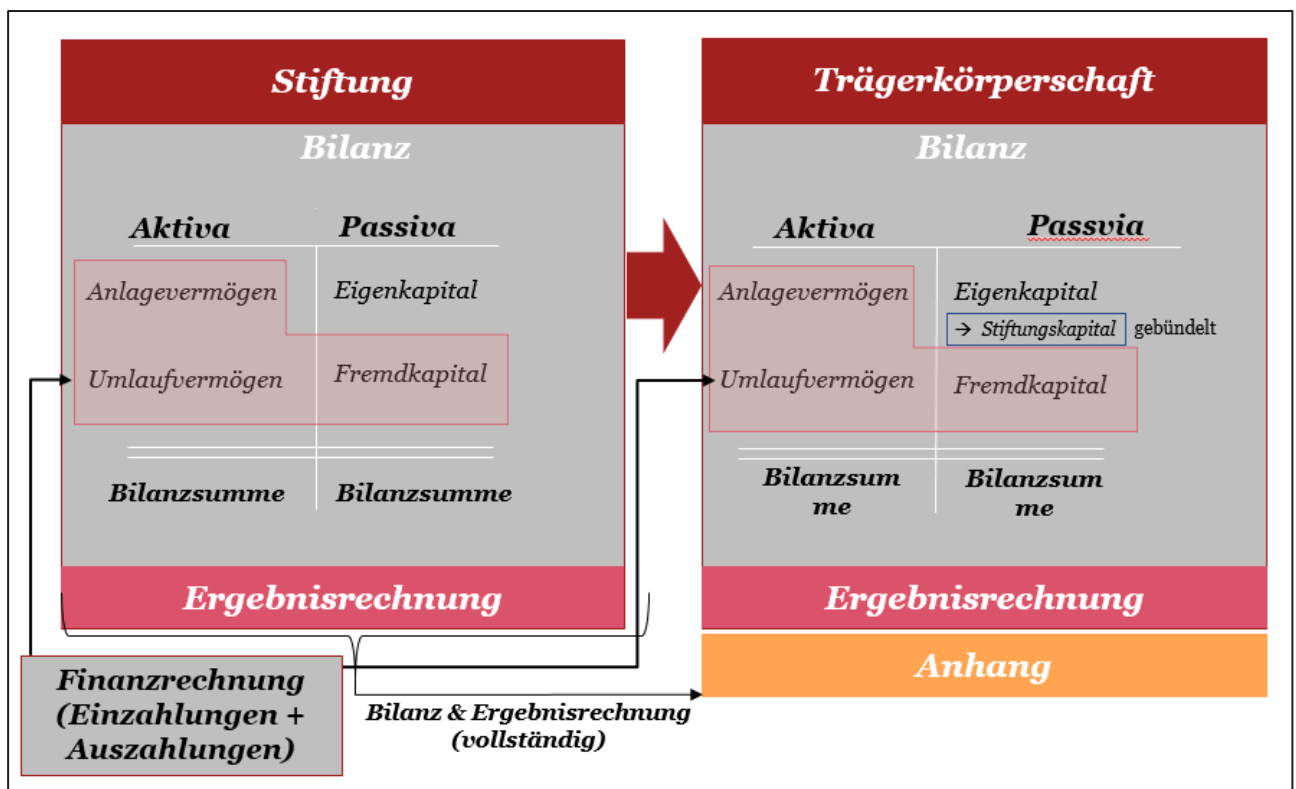 Stiftung
Bilanz
Aktiva
Passiva
Anlagevermögen
Eigenkapital
Umlaufvermögen
Fremdkapital
Bilanzsumme
Bilanzsumme
Ergebnisrechnung
Trägerkörperschaft
Bilanz
Aktiva
Passvia
Anlagevermögen
Eigenkapital
→ Stiftungskapital gebündelt
Umlaufvermögen
Fremdkapital
Bilanzsum
me
Bilanzsum
me
Ergebnisrechnung
Anhang
Finanzrechnung
(Einzahlungen +
Auszahlungen)
Bilanz & Ergebnisrechnung
(vollständig)